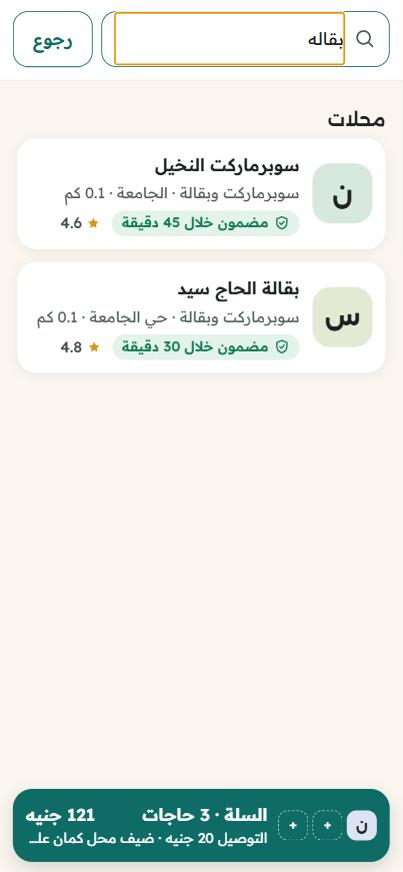 بقاله
رجوع
محلات
ن
سوبرماركت النخيل
سوبرماركت وبقالة · الجامعة · 0.1 كم
مضمون خلال 45 دقيقة ★ 4.6
س
بقالة الحاج سيد
سوبرماركت وبقالة · حي الجامعة · 0.1 كم
مضمون خلال 30 دقيقة ★ 4.8
ن + +
السلة · 3 حاجات 121 جنيه
التوصيل 20 جنيه · ضيف محل كمان علـ...